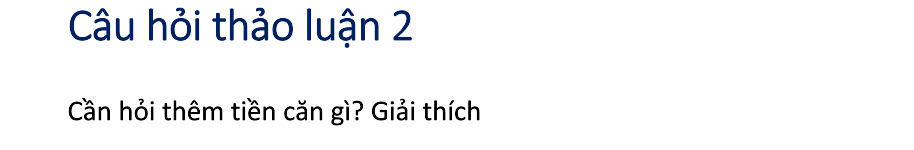 Câu hỏi thảo luận 2
Cần hỏi thêm tiền căn gì? Giải thích